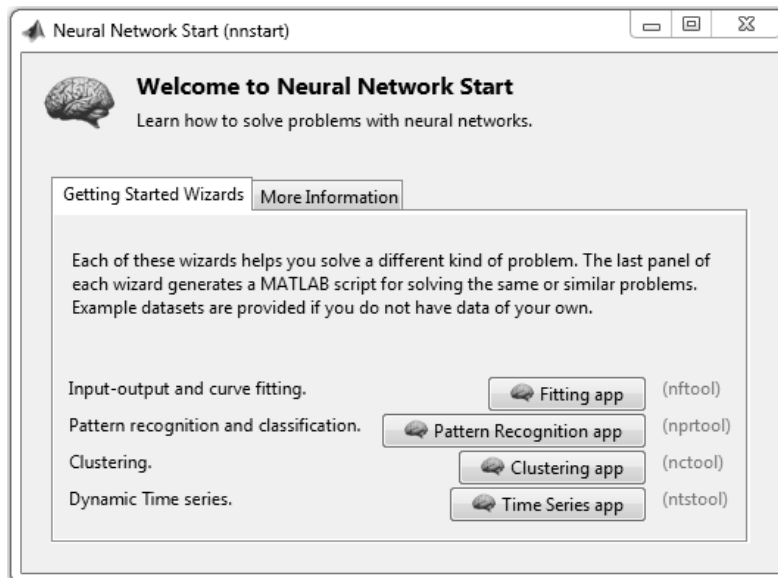 Neural Network Start (nnstart)
Welcome to Neural Network Start
Learn how to solve problems with neural networks.
Getting Started Wizards More Information
Each of these wizards helps you solve a different kind of problem. The last panel of
each wizard generates a MATLAB script for solving the same or similar problems.
Example datasets are provided if you do not have data of your own.
Input-output and curve fitting. Fitting app (nftool)
Pattern recognition and classification. Pattern Recognition app (nprtool)
Clustering. Clustering app (nctool)
Dynamic Time series. Time Series app (ntstool)